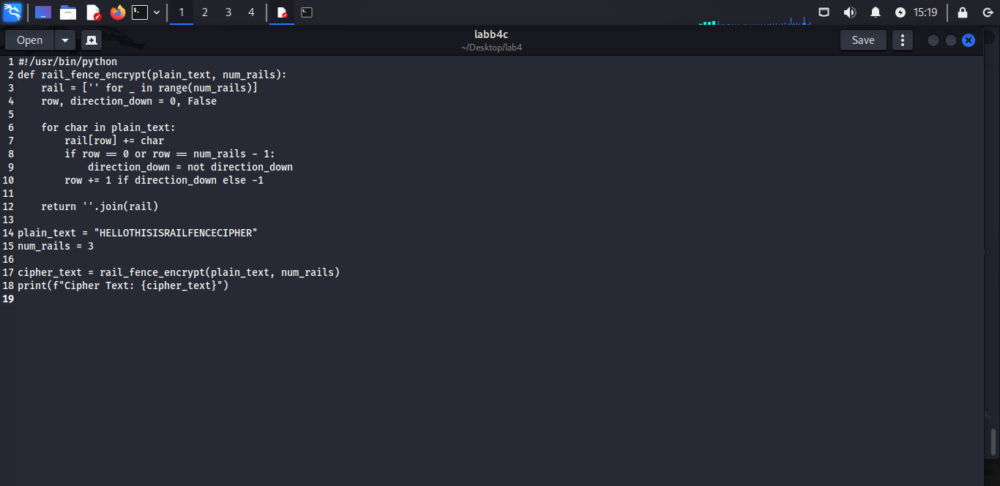 1 2 3 4 15:19
Open labb4c Save
~/Desktop/lab4
1 #!/usr/bin/python
2 def rail_fence_encrypt(plain_text, num_rails):
3     rail = ['' for _ in range(num_rails)]
4     row, direction_down = 0, False
5
6     for char in plain_text:
7         rail[row] += char
8         if row == 0 or row == num_rails - 1:
9             direction_down = not direction_down
10         row += 1 if direction_down else -1
11
12     return ''.join(rail)
13
14 plain_text = "HELLOTHISISRAILFENCECIPHER"
15 num_rails = 3
16
17 cipher_text = rail_fence_encrypt(plain_text, num_rails)
18 print(f"Cipher Text: {cipher_text}")
19